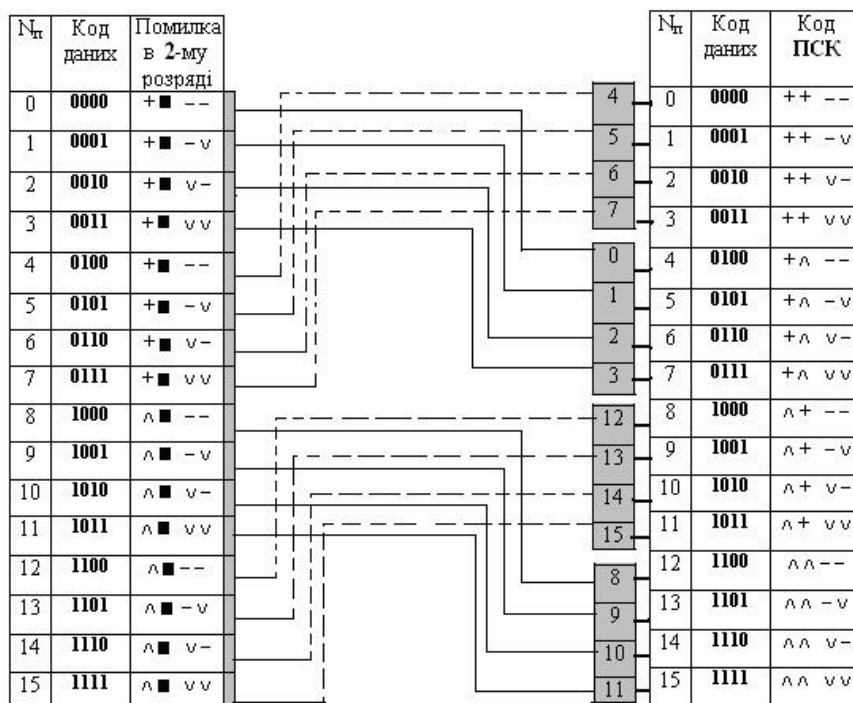 Nп Код даних Помилка в 2-му розряді
0 0000 +■ --
1 0001 +■ -v
2 0010 +■ v-
3 0011 +■ vv
4 0100 +■ --
5 0101 +■ -v
6 0110 +■ v-
7 0111 +■ vv
8 1000 ʌ■ --
9 1001 ʌ■ -v
10 1010 ʌ■ v-
11 1011 ʌ■ vv
12 1100 ʌ■ --
13 1101 ʌ■ -v
14 1110 ʌ■ v-
15 1111 ʌ■ vv
4
5
6
7
0
1
2
3
12
13
14
15
8
9
10
11
Nп Код даних Код ПСК
0 0000 ++ --
1 0001 ++ -v
2 0010 ++ v-
3 0011 ++ vv
4 0100 +ʌ --
5 0101 +ʌ -v
6 0110 +ʌ v-
7 0111 +ʌ vv
8 1000 ʌ+ --
9 1001 ʌ+ -v
10 1010 ʌ+ v-
11 1011 ʌ+ vv
12 1100 ʌʌ --
13 1101 ʌʌ -v
14 1110 ʌʌ v-
15 1111 ʌʌ vv